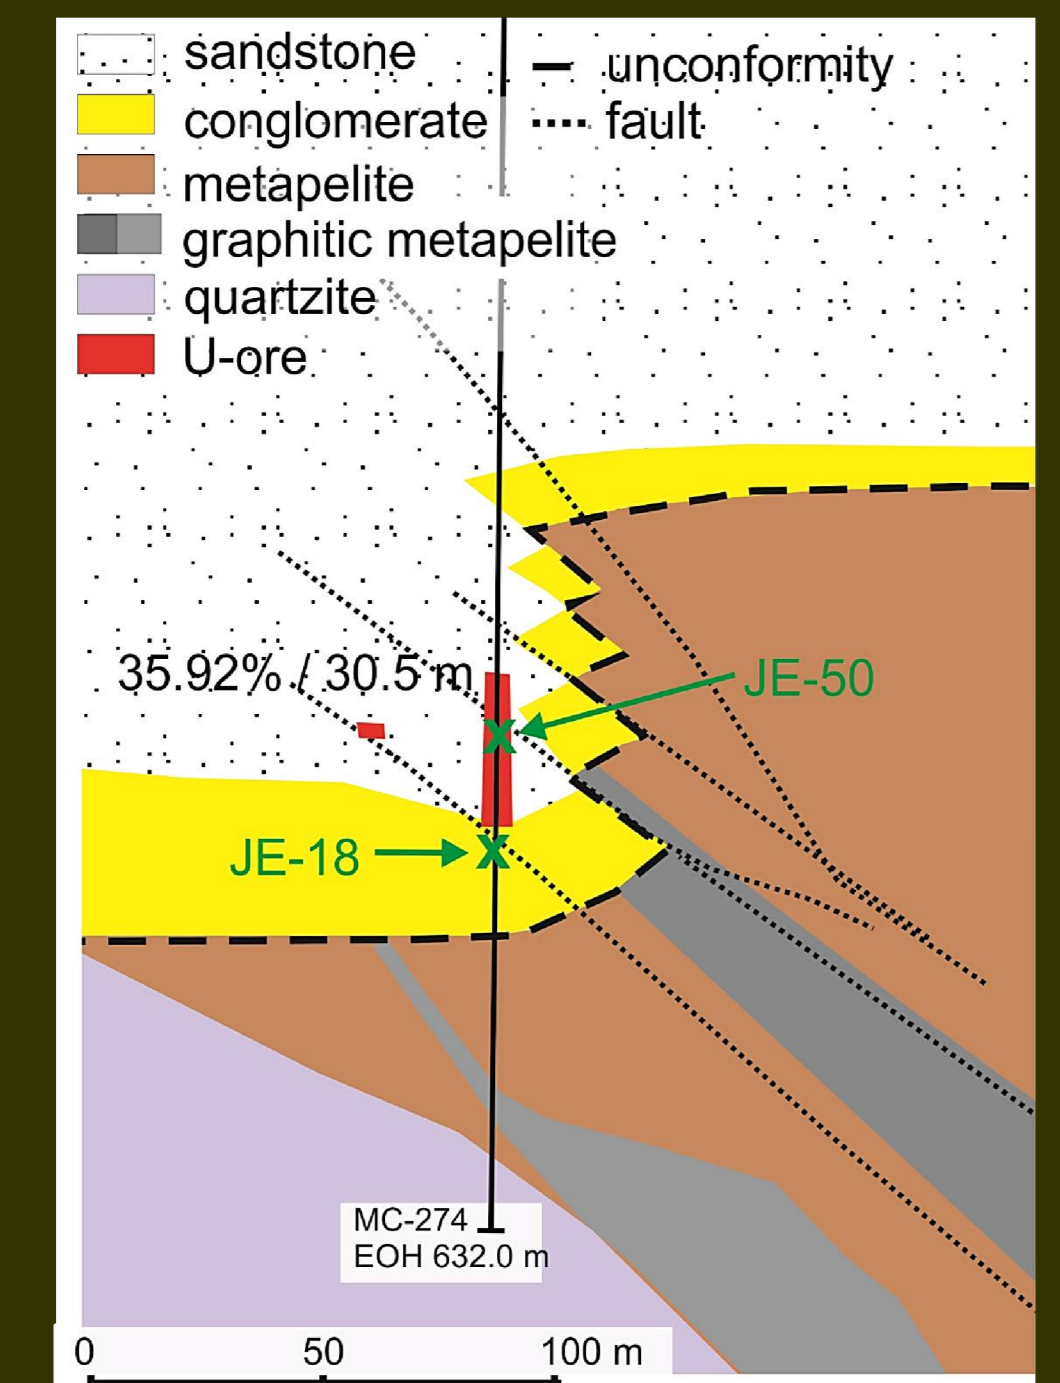 sandstone
unconformity
conglomerate
fault
metapelite
graphitic metapelite
quartzite
U-ore
35.92% / 30.5 m
JE-50
JE-18
X
X
MC-274
EOH 632.0 m
0 50 100 m